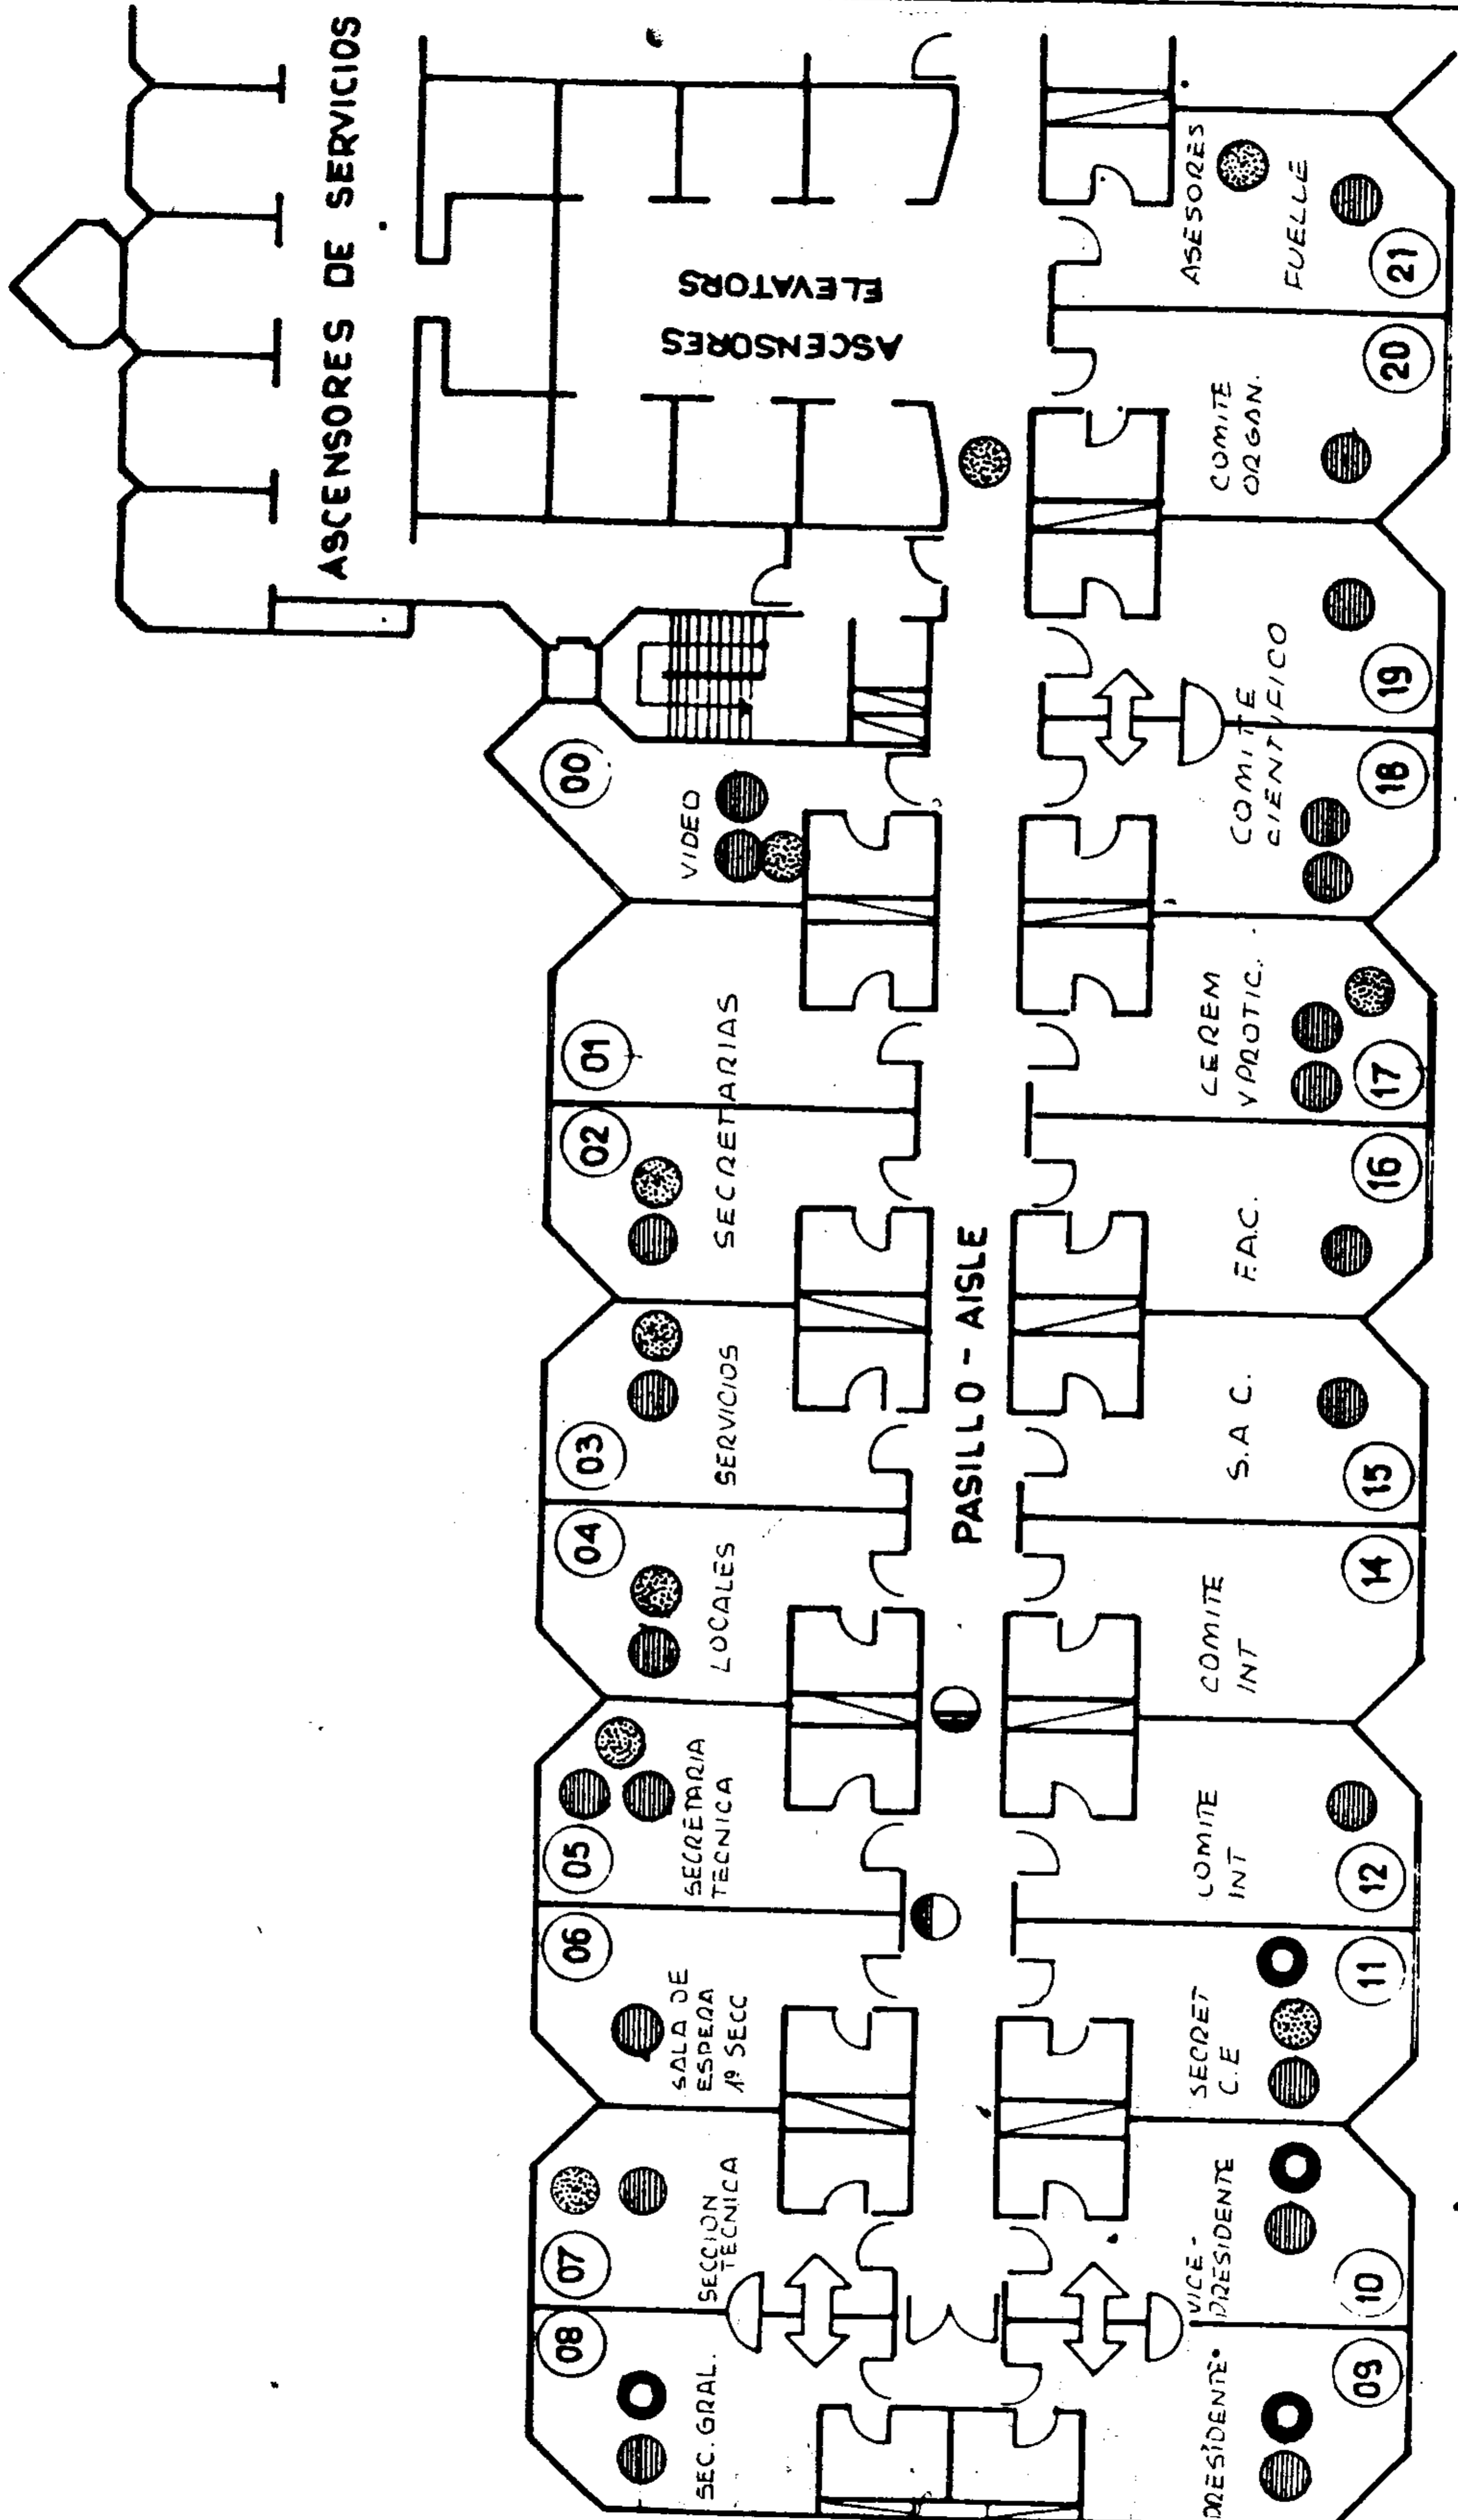 ASCENSORES DE SERVICIOS
ASCENSORES
ELEVATORS
PASILLO - AISLE
00
VIDEO
01
02
SECRETARIAS
03
SERVICIOS
04
LOCALES
05
SECRETARIA
TECNICA
06
SALA DE
ESPERA
1ª SECC
07
SECCION
TECNICA
08
SEC. GRAL.
09
PRESIDENTE
10
VICE-
PRESIDENTE
11
SECRET
C.E
12
COMITE
INT
14
COMITE
INT
15
S.A C.
16
F.A.C.
17
CEREM
Y PROTIC.
18
19
COMITE
CIENTIFICO
20
COMITE
ORGAN.
21
ASESORES
FUELLE